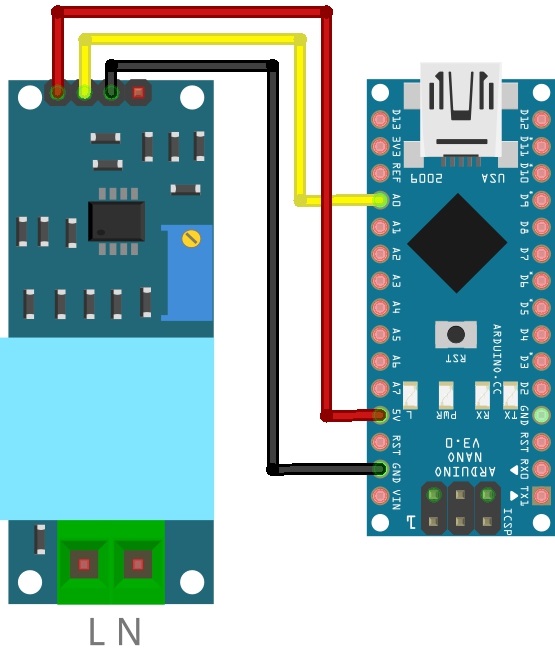 D13
3V3
REF
A0
A1
A2
A3
A4
A5
A6
A7
5V
RST
GND
VIN
2009
USA
D12
D11
D10
D9
D8
D7
D6
D5
D4
D3
D2
GND
RST
RX0
TX1
RST
ARDUINO.CC
L
PWR
RX
TX
ARDUINO
NANO
V3.0
1
ICSP
L N